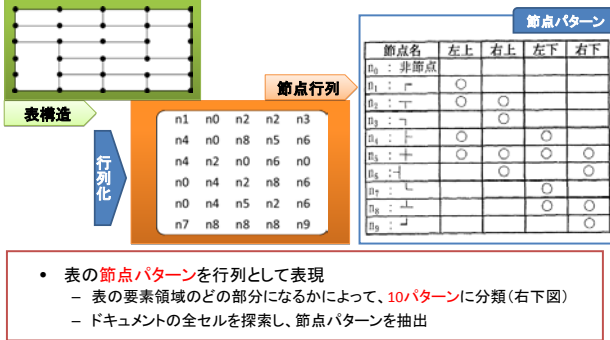 節点パターン
節点名 左上 右上 左下 右下
n₀ : 非節点
n₁ : ┌ ○
n₂ : ┬ ○ ○
n₃ : ┐ ○
n₄ : ├ ○ ○
n₅ : ┼ ○ ○ ○ ○
n₆ : ┤ ○ ○
n₇ : └ ○
n₈ : ┴ ○ ○
n₉ : ┘ ○
節点行列
表構造
行列化
n1 n0 n2 n2 n3
n4 n0 n8 n5 n6
n4 n2 n0 n6 n0
n0 n4 n2 n8 n6
n0 n4 n5 n2 n6
n7 n8 n8 n8 n9
• 表の節点パターンを行列として表現
– 表の要素領域のどの部分になるかによって、10パターンに分類(右下図)
– ドキュメントの全セルを探索し、節点パターンを抽出